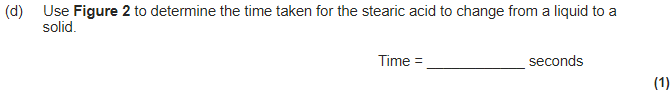 (d) Use Figure 2 to determine the time taken for the stearic acid to change from a liquid to a
solid.
Time = ____________ seconds
(1)